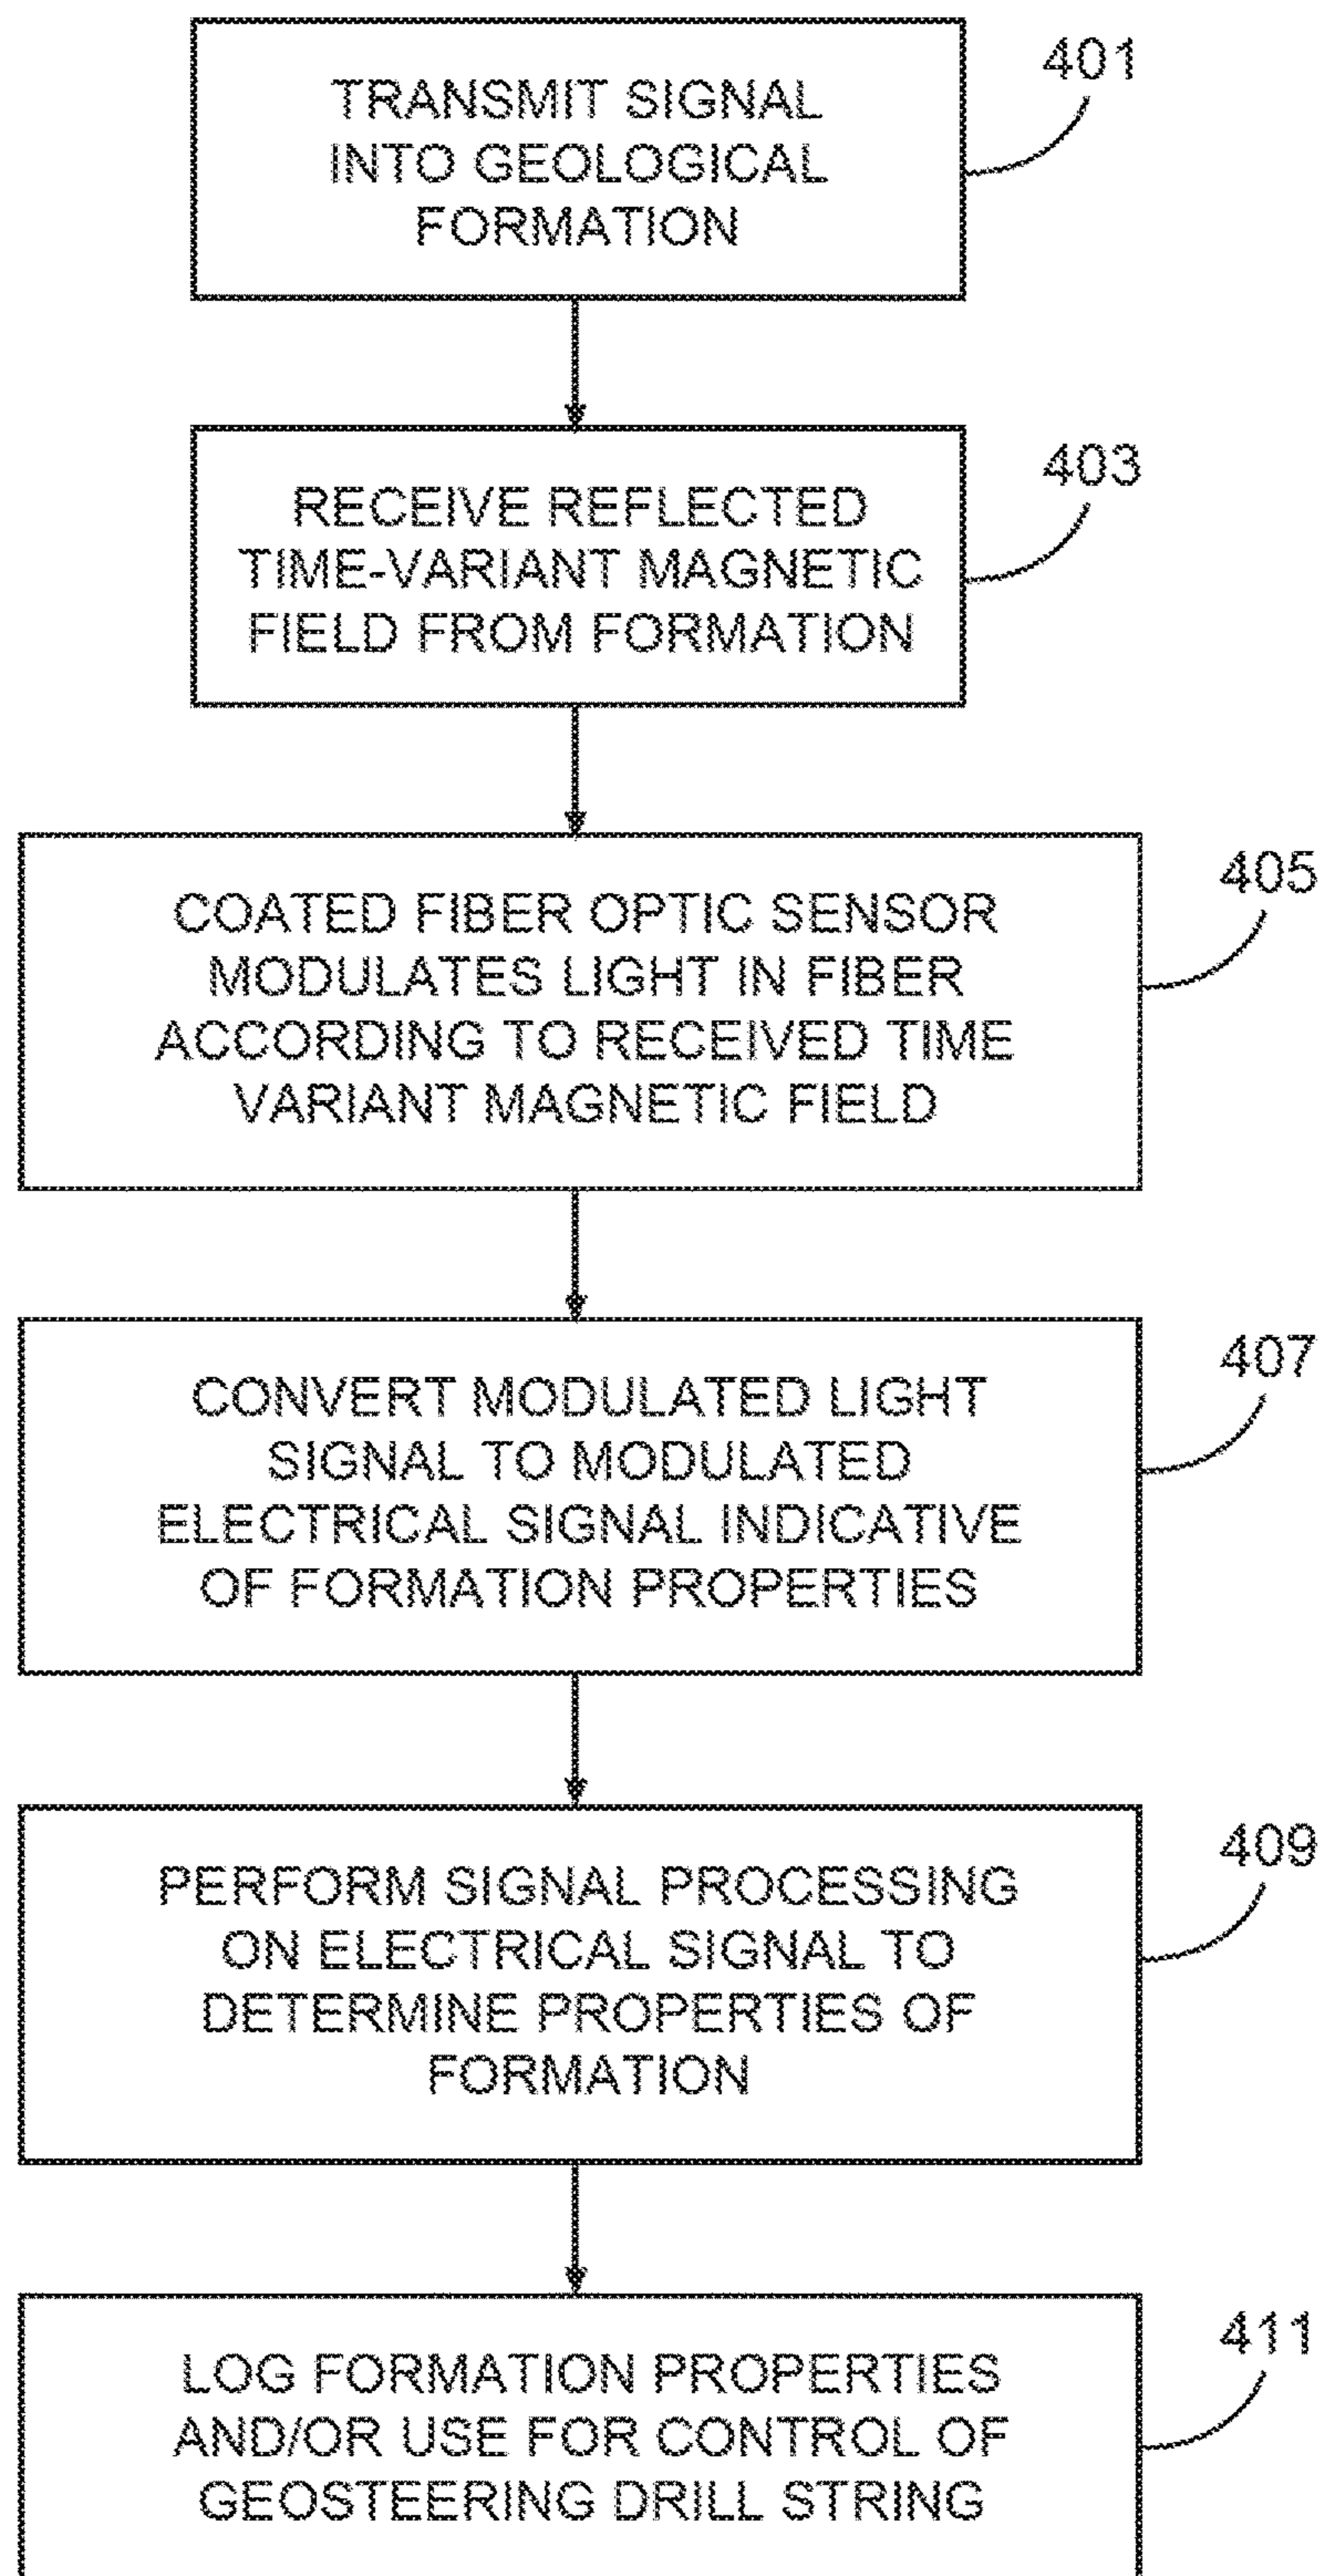 TRANSMIT SIGNAL
INTO GEOLOGICAL
FORMATION
401
RECEIVE REFLECTED
TIME-VARIANT MAGNETIC
FIELD FROM FORMATION
403
COATED FIBER OPTIC SENSOR
MODULATES LIGHT IN FIBER
ACCORDING TO RECEIVED TIME
VARIANT MAGNETIC FIELD
405
CONVERT MODULATED LIGHT
SIGNAL TO MODULATED
ELECTRICAL SIGNAL INDICATIVE
OF FORMATION PROPERTIES
407
PERFORM SIGNAL PROCESSING
ON ELECTRICAL SIGNAL TO
DETERMINE PROPERTIES OF
FORMATION
409
LOG FORMATION PROPERTIES
AND/OR USE FOR CONTROL OF
GEOSTEERING DRILL STRING
411